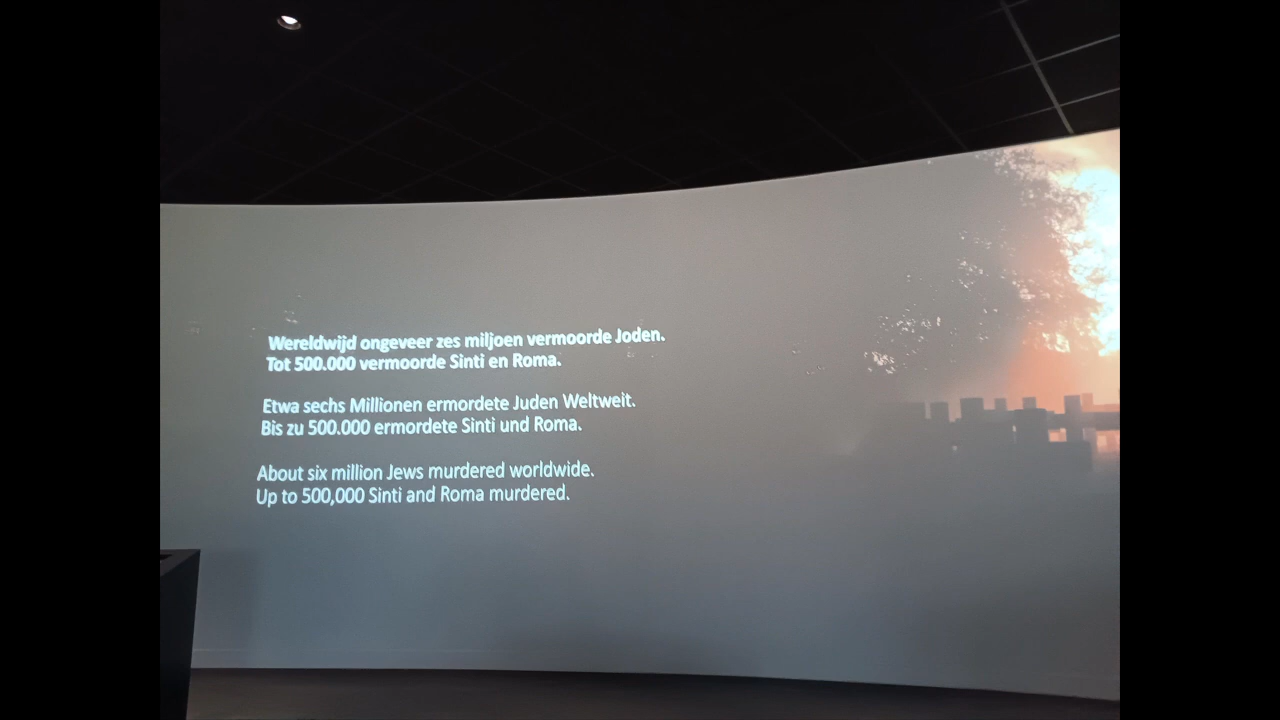 Wereldwijd ongeveer zes miljoen vermoorde Joden.
Tot 500.000 vermoorde Sinti en Roma.
Etwa sechs Millionen ermordete Juden Weltweit.
Bis zu 500.000 ermordete Sinti und Roma.
About six million Jews murdered worldwide.
Up to 500,000 Sinti and Roma murdered.